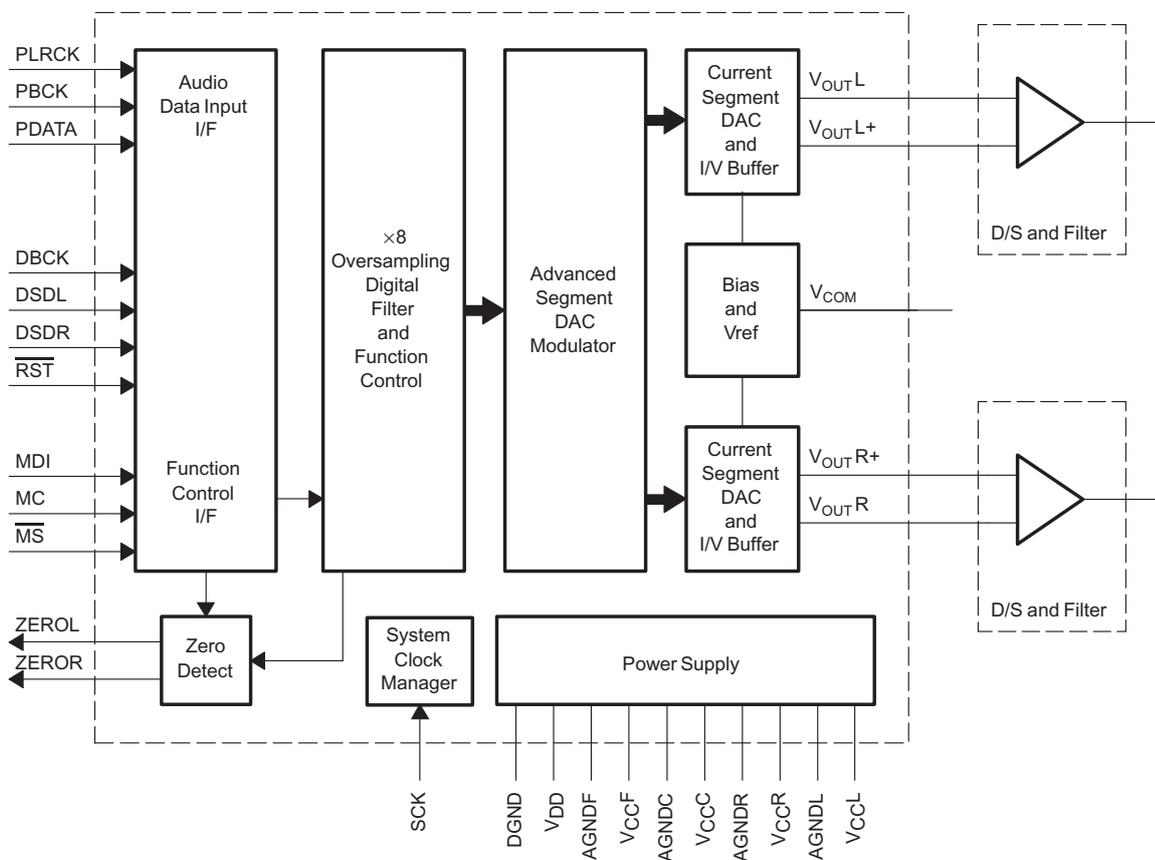 PLRCK
PBCK
PDATA
DBCK
DSDL
DSDR
RST
MDI
MC
MS
ZEROL
ZEROR
Audio
Data Input
I/F
Function
Control
I/F
×8
Oversampling
Digital
Filter
and
Function
Control
Advanced
Segment
DAC
Modulator
Current
Segment
DAC
and
I/V Buffer
Bias
and
Vref
Current
Segment
DAC
and
I/V Buffer
VOUTL
VOUTL+
VCOM
VOUTR+
VOUTR
D/S and Filter
D/S and Filter
Zero
Detect
System
Clock
Manager
Power Supply
SCK
DGND
VDD
AGNDF
VCCF
AGNDC
VCCC
AGNDR
VCCR
AGNDL
VCCL